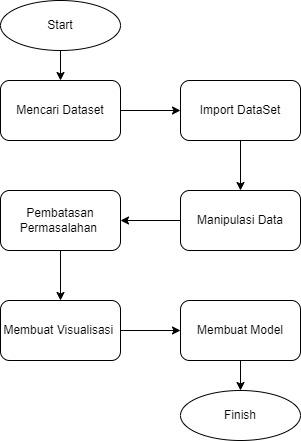 Start
Mencari Dataset
Import DataSet
Manipulasi Data
Pembatasan
Permasalahan
Membuat Visualisasi
Membuat Model
Finish